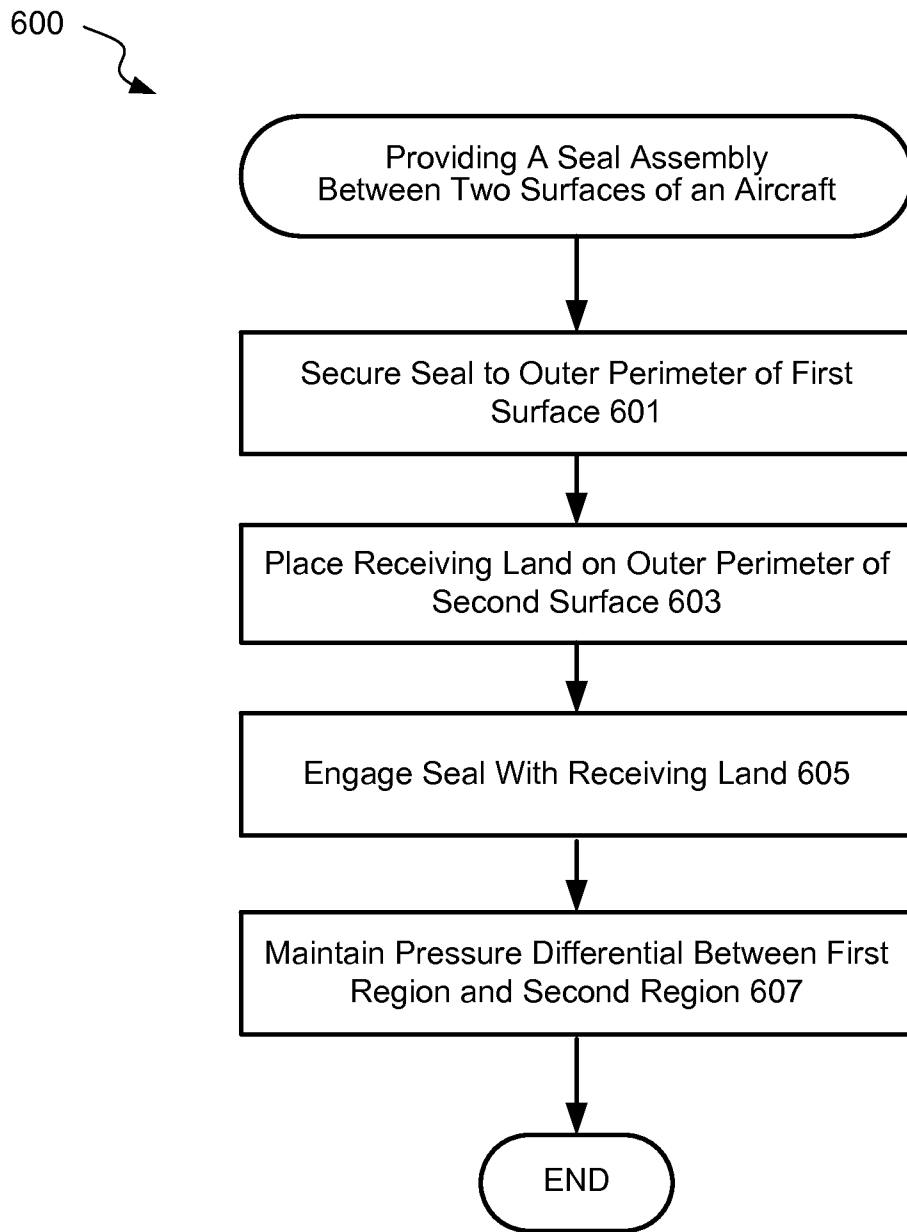 600
Providing A Seal Assembly
Between Two Surfaces of an Aircraft
Secure Seal to Outer Perimeter of First
Surface 601
Place Receiving Land on Outer Perimeter of
Second Surface 603
Engage Seal With Receiving Land 605
Maintain Pressure Differential Between First
Region and Second Region 607
END